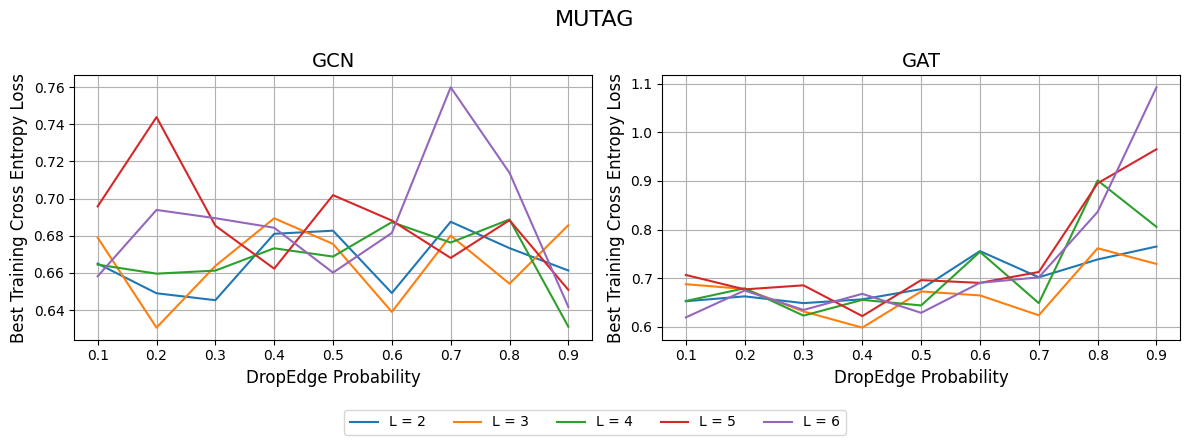 MUTAG
GCN
Best Training Cross Entropy Loss
0.76
0.74
0.72
0.70
0.68
0.66
0.64
0.1 0.2 0.3 0.4 0.5 0.6 0.7 0.8 0.9
DropEdge Probability
GAT
Best Training Cross Entropy Loss
1.1
1.0
0.9
0.8
0.7
0.6
0.1 0.2 0.3 0.4 0.5 0.6 0.7 0.8 0.9
DropEdge Probability
L = 2 L = 3 L = 4 L = 5 L = 6